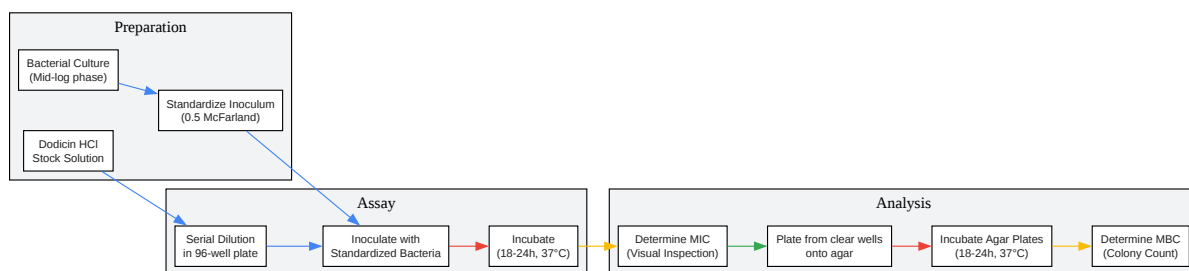 Preparation
Bacterial Culture
(Mid-log phase)
Standardize Inoculum
(0.5 McFarland)
Dodicin HCl
Stock Solution
Assay
Serial Dilution
in 96-well plate
Inoculate with
Standardized Bacteria
Incubate
(18-24h, 37°C)
Analysis
Determine MIC
(Visual Inspection)
Plate from clear wells
onto agar
Incubate Agar Plates
(18-24h, 37°C)
Determine MBC
(Colony Count)